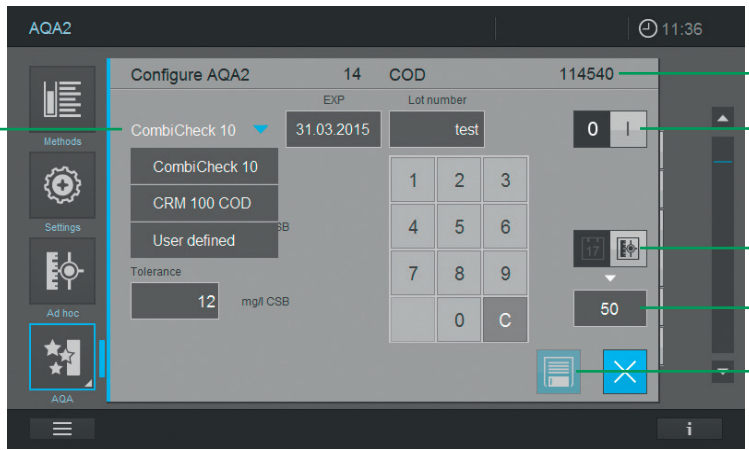 AQA2 11:36
Configure AQA2 14 COD 114540
EXP Lot number
CombiCheck 10 31.03.2015 test 0 I
Methods
CombiCheck 10
CRM 100 COD
User defined SB
Settings
1 2 3
4 5 6
7 8 9
0 C
17
Tolerance
12 mg/l CSB
50
Ad hoc
AQA
i